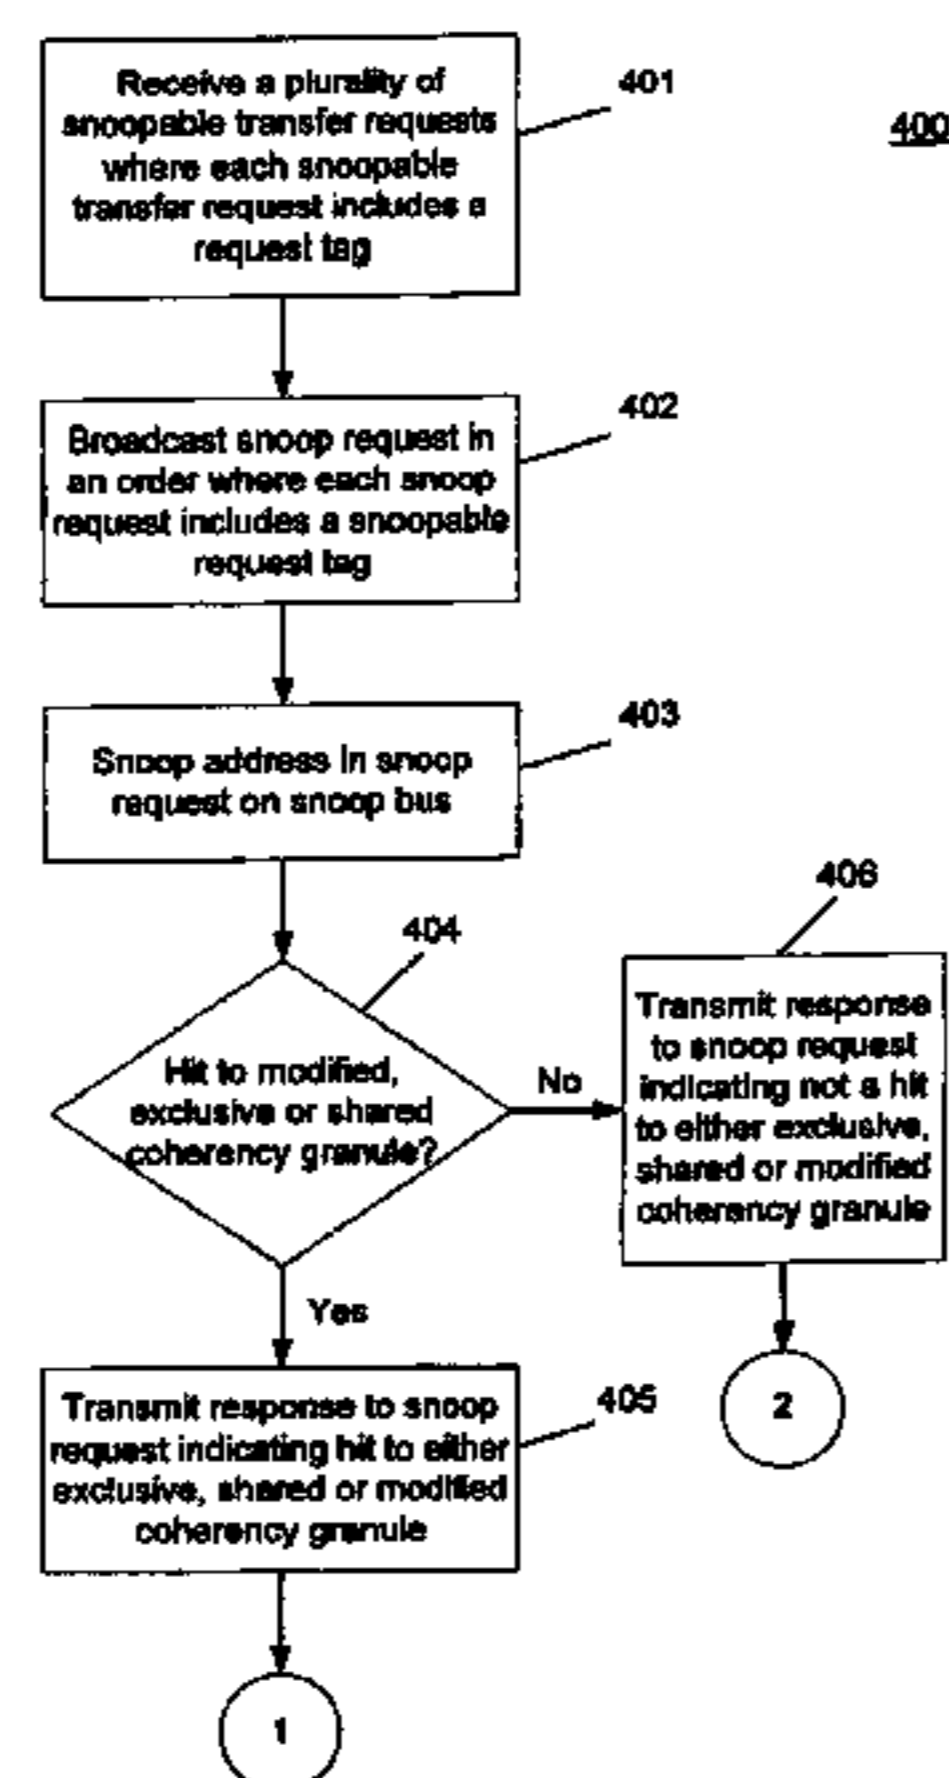 Receive a plurality of
snoopable transfer requests
where each snoopable
transfer request includes a
request tag
401
400
Broadcast snoop request in
an order where each snoop
request includes a snoopable
request tag
402
Snoop address in snoop
request on snoop bus
403
404
Hit to modified,
exclusive or shared
coherency granule?
No
406
Transmit response
to snoop request
indicating not a hit
to either exclusive,
shared or modified
coherency granule
2
Yes
Transmit response to snoop
request indicating hit to either
exclusive, shared or modified
coherency granule
405
1